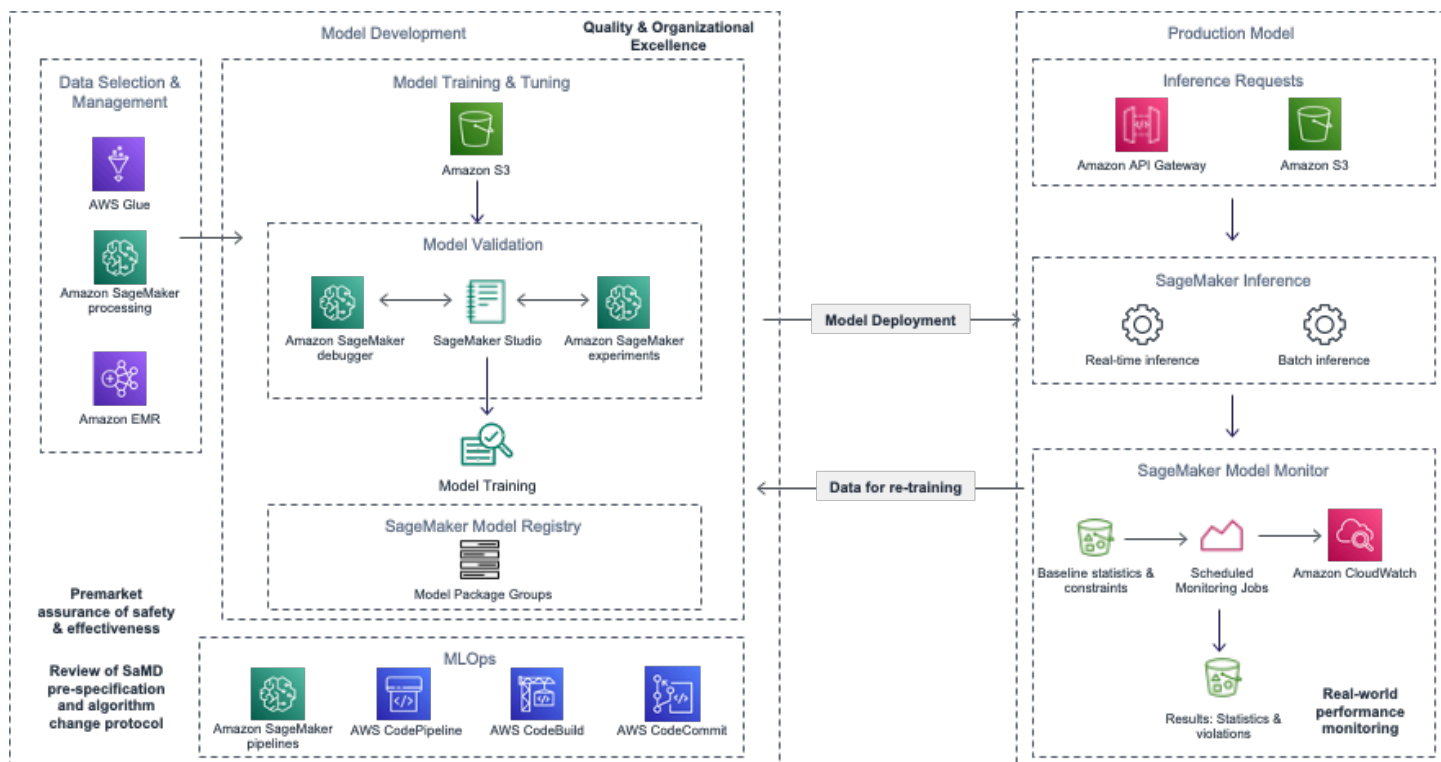 Model Development
Quality & Organizational
Excellence
Data Selection &
Management
AWS Glue
Amazon SageMaker
processing
Amazon EMR
Model Training & Tuning
Amazon S3
Model Validation
Amazon SageMaker
debugger
SageMaker Studio
Amazon SageMaker
experiments
Model Training
SageMaker Model Registry
Model Package Groups
Premarket
assurance of safety
& effectiveness
Review of SaMD
pre-specification
and algorithm
change protocol
MLOps
Amazon SageMaker
pipelines
AWS CodePipeline
AWS CodeBuild
AWS CodeCommit
Model Deployment
Data for re-training
Production Model
Inference Requests
Amazon API Gateway
Amazon S3
SageMaker Inference
Real-time inference
Batch inference
SageMaker Model Monitor
Baseline statistics &
constraints
Scheduled
Monitoring Jobs
Amazon CloudWatch
Results: Statistics &
violations
Real-world
performance
monitoring